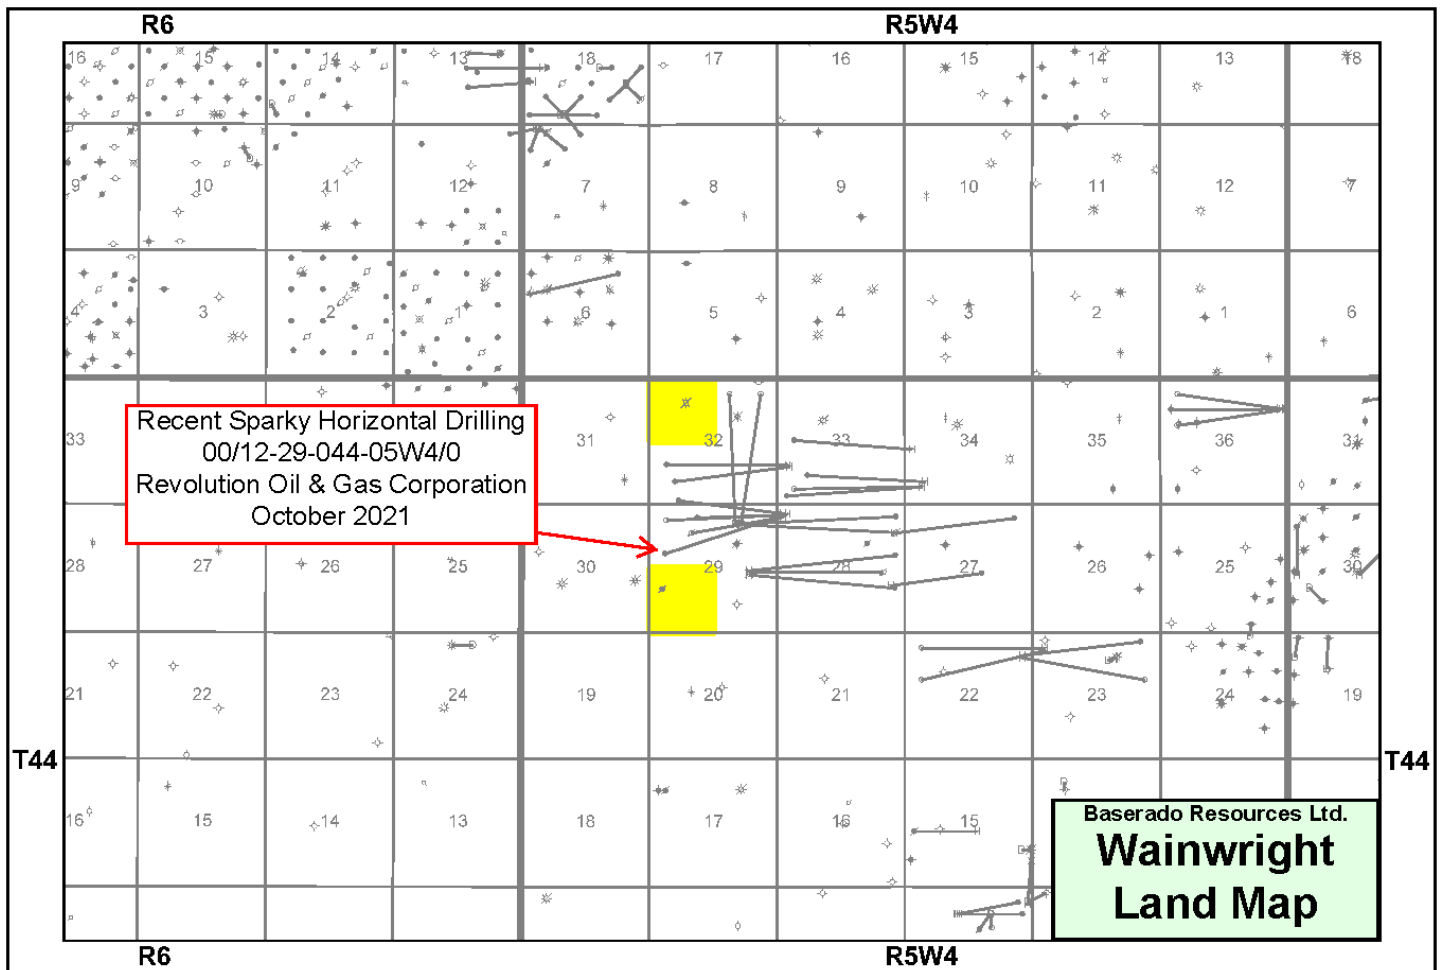 R6 R5W4
16 15 14 13 18 17 16 15 14 13 18
9 10 11 12 7 8 9 10 11 12 7
4 3 2 1 6 5 4 3 2 1 6
33 31 32 33 34 35 36 31
Recent Sparky Horizontal Drilling
00/12-29-044-05W4/0
Revolution Oil & Gas Corporation
October 2021
28 27 26 25 30 29 28 27 26 25 30
21 22 23 24 19 20 21 22 23 24 19
T44 T44
16 15 14 13 18 17 16 15
Baserado Resources Ltd.
Wainwright
Land Map
R6 R5W4